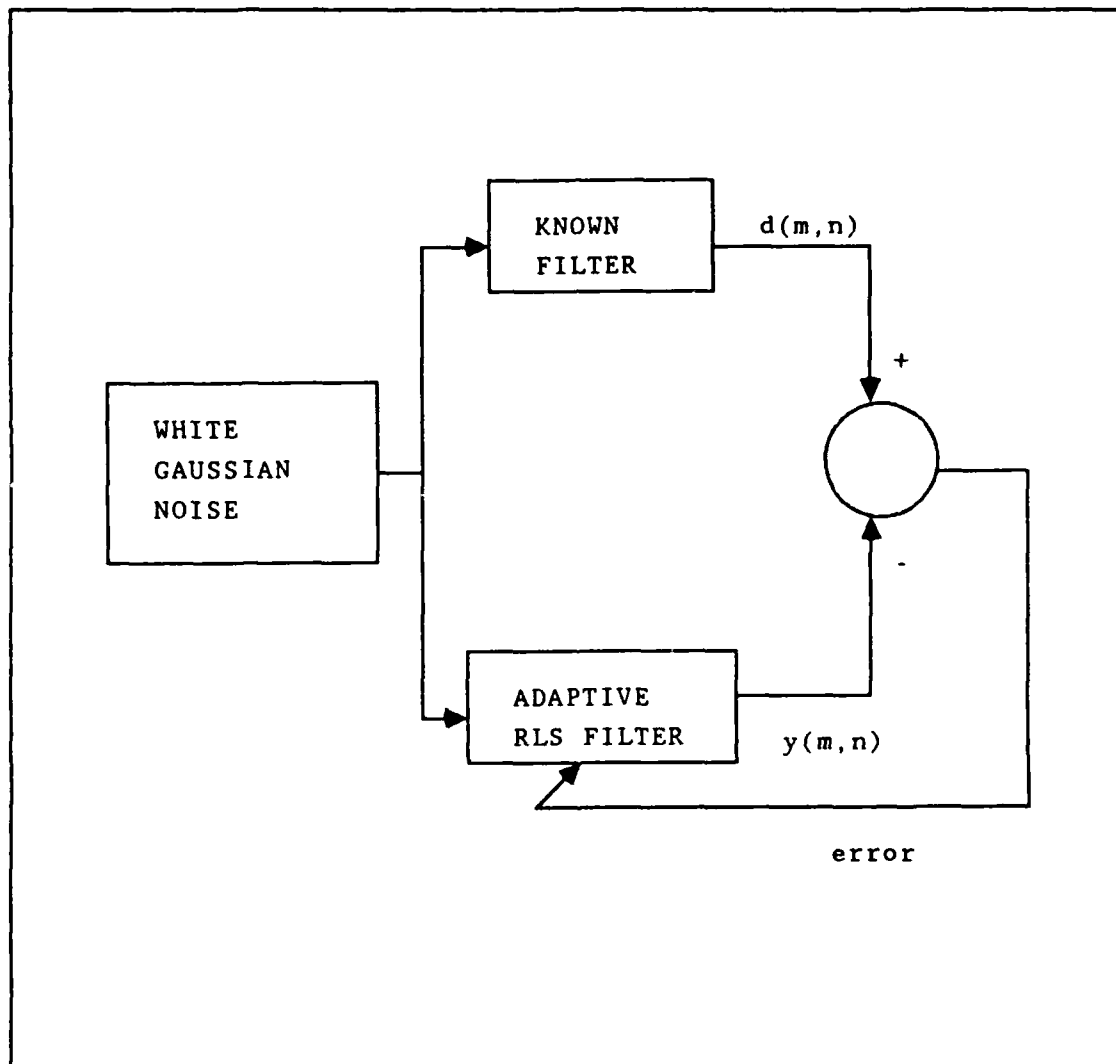 KNOWN
FILTER
d(m,n)
+
WHITE
GAUSSIAN
NOISE
-
ADAPTIVE
RLS FILTER
y(m,n)
error